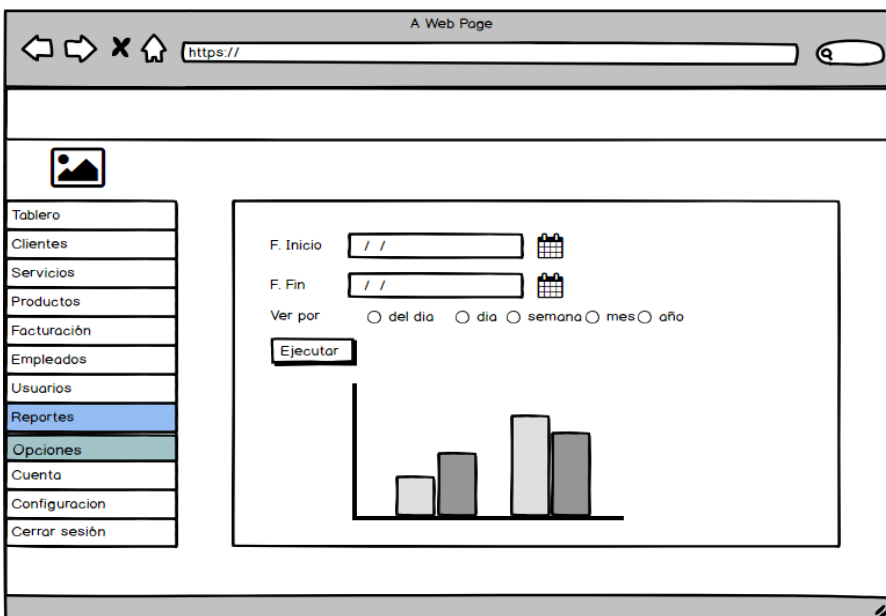 A Web Page
https://
Tablero
Clientes
Servicios
Productos
Facturación
Empleados
Usuarios
Reportes
Opciones
Cuenta
Configuracion
Cerrar sesión
F. Inicio / /
F. Fin / /
Ver por del dia dia semana mes año
Ejecutar